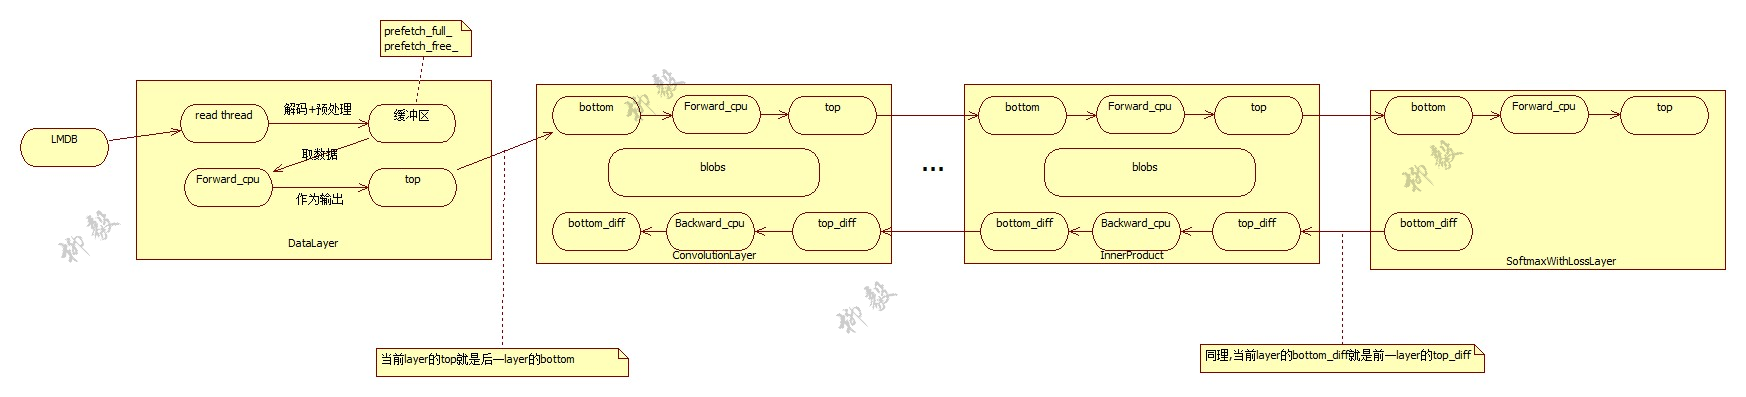 prefetch_full_
prefetch_free_
LMDB
read thread
解码+预处理
缓冲区
取数据
Forward_cpu
作为输出
top
DataLayer
bottom
Forward_cpu
top
blobs
bottom_diff
Backward_cpu
top_diff
ConvolutionLayer
...
bottom
Forward_cpu
top
blobs
bottom_diff
Backward_cpu
top_diff
InnerProduct
bottom
Forward_cpu
top
bottom_diff
SoftmaxWithLossLayer
当前layer的top就是后一layer的bottom
同理,当前layer的bottom_diff就是前一layer的top_diff
柳毅
柳毅
柳毅
柳毅